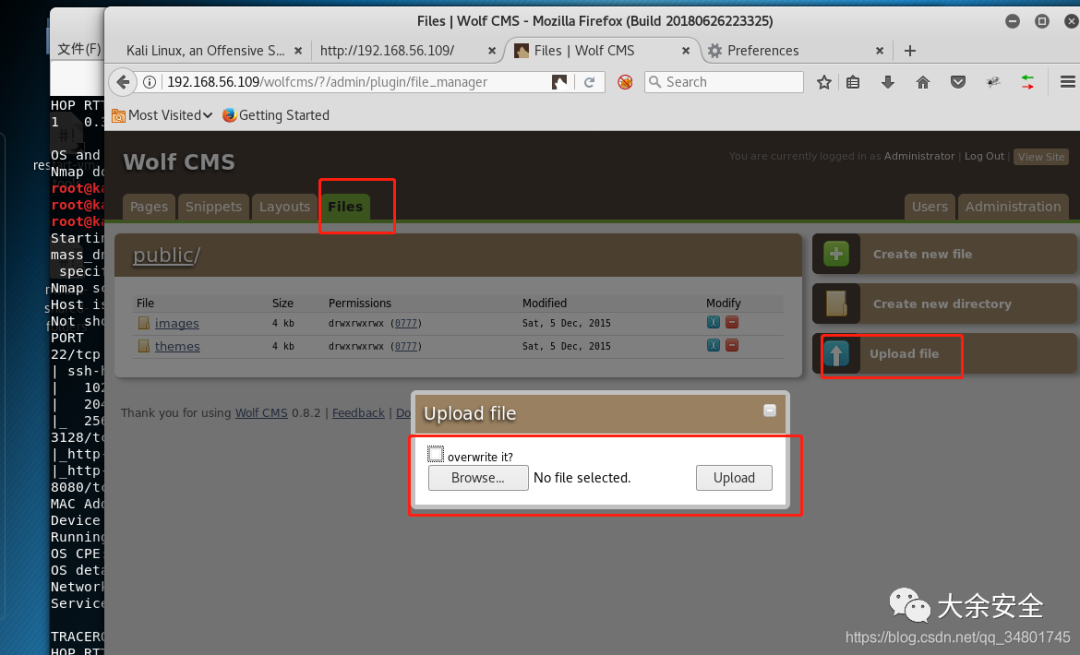 Files | Wolf CMS - Mozilla Firefox (Build 20180626223325)
文件(F)
Kali Linux, an Offensive S... × http://192.168.56.109/ × Files | Wolf CMS × Preferences × +
192.168.56.109/wolfcms/?/admin/plugin/file_manager Search
Most Visited Getting Started
HOP RTT
1 0.3
OS and
Nmap do
root@ka
root@ka
root@ka
Startin
mass_dn
specif
Nmap sc
Host is
Not sho
PORT
22/tcp
| ssh-h
| 102
| 204
|_ 256
3128/tc
|_http-
|_http-
8080/tc
MAC Add
Device
Running
OS CPE:
OS deta
Network
Service
TRACERO
HOP RTT
Wolf CMS
You are currently logged in as Administrator | Log Out | View Site
Pages Snippets Layouts Files Users Administration
public/
File Size Permissions Modified Modify
images 4 kb drwxrwxrwx (0777) Sat, 5 Dec, 2015
themes 4 kb drwxrwxrwx (0777) Sat, 5 Dec, 2015
Create new file
Create new directory
Upload file
Thank you for using Wolf CMS 0.8.2 | Feedback | Do
Upload file
overwrite it?
Browse... No file selected. Upload
大余安全
https://blog.csdn.net/qq_34801745